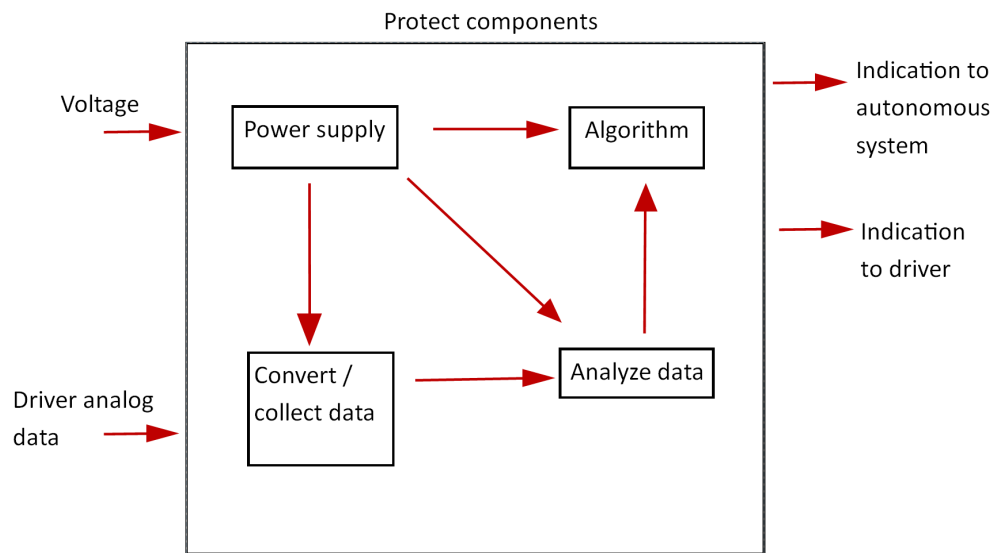 Protect components
Voltage
Power supply
Algorithm
Indication to
autonomous
system
Indication
to driver
Convert /
collect data
Analyze data
Driver analog
data